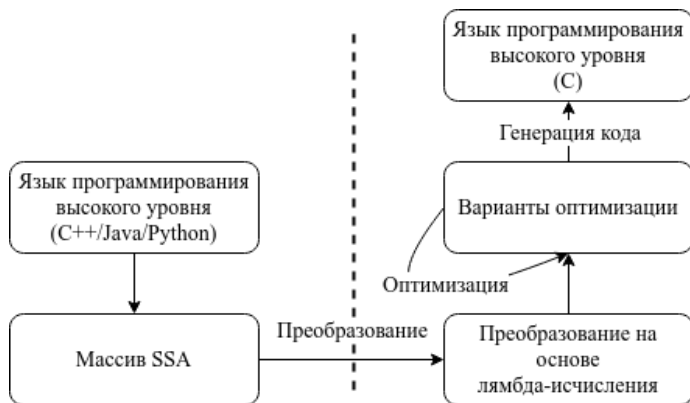 Язык программирования
высокого уровня
(C)
Генерация кода
Язык программирования
высокого уровня
(C++/Java/Python)
Варианты оптимизации
Оптимизация
Преобразование
Массив SSA
Преобразование на
основе
лямбда-исчисления